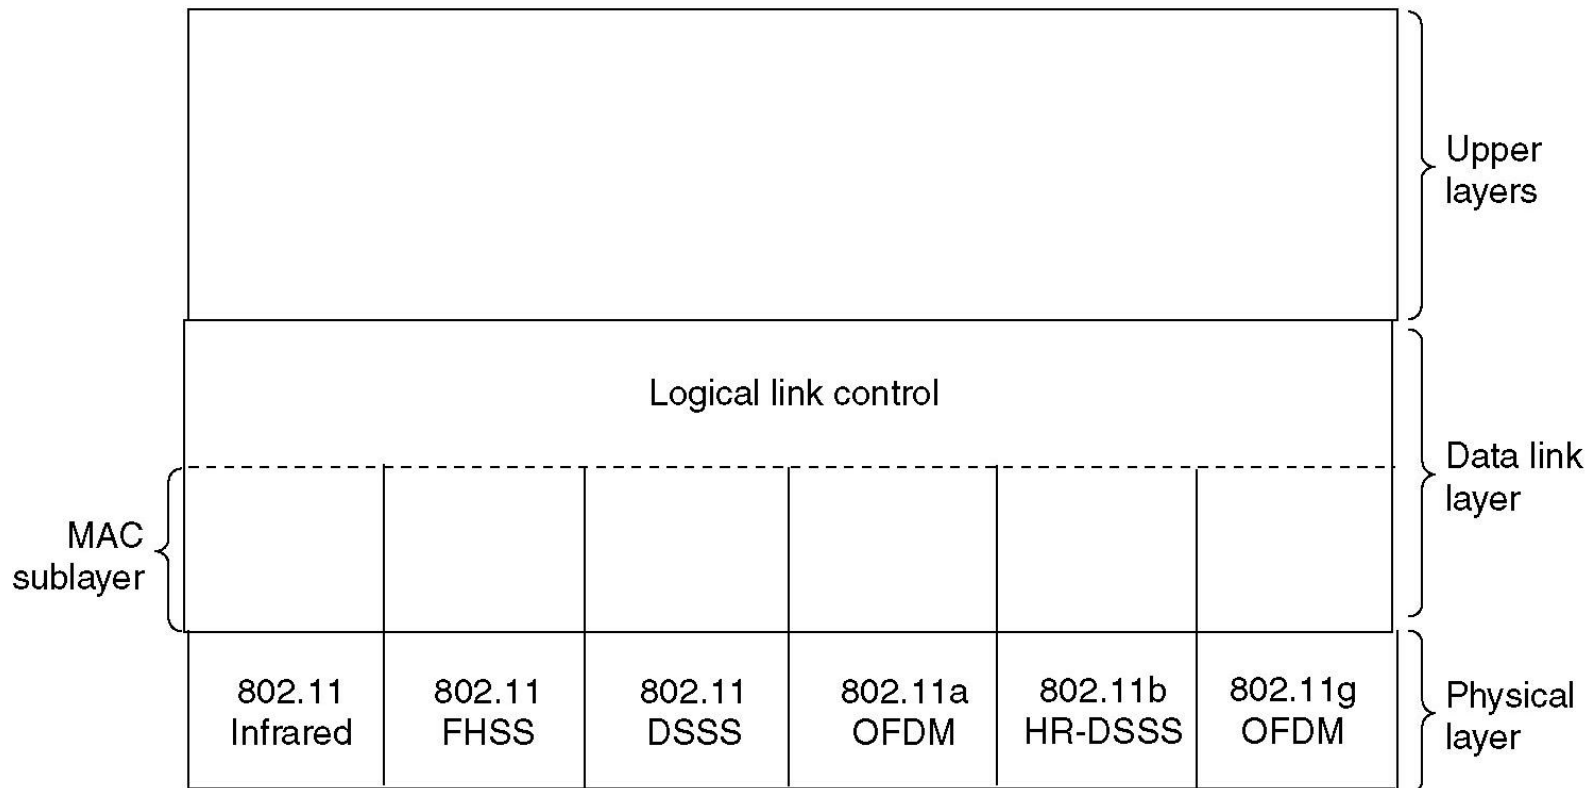 Upper
layers
Logical link control
Data link
layer
MAC
sublayer
802.11
Infrared
802.11
FHSS
802.11
DSSS
802.11a
OFDM
802.11b
HR-DSSS
802.11g
OFDM
Physical
layer